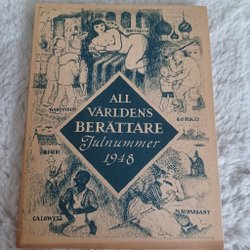 BOCCACCIO
GORKIJ
ALL
VÄRLDENS
BERÄTTARE
Julnummer
1948
CALDWELL
MAUPASSANT